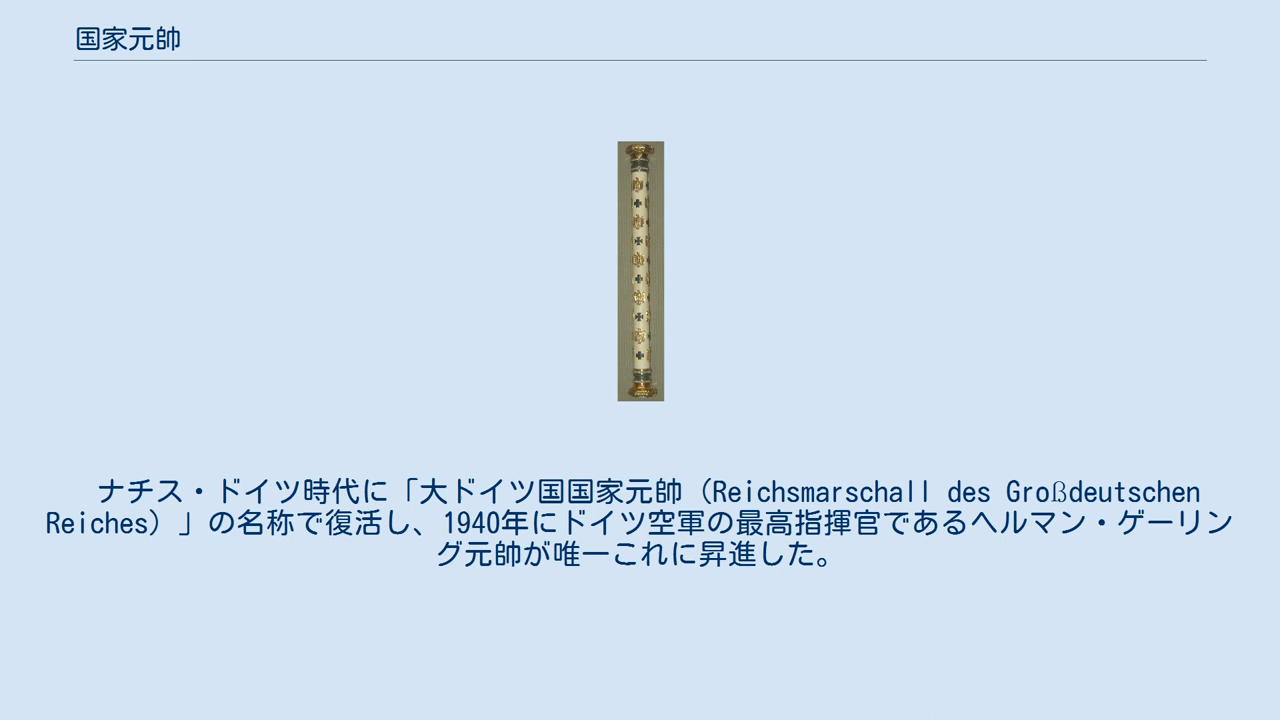 国家元帥
ナチス・ドイツ時代に「大ドイツ国国家元帥（Reichsmarschall des Großdeutschen
Reiches）」の名称で復活し、1940年にドイツ空軍の最高指揮官であるヘルマン・ゲーリン
グ元帥が唯一これに昇進した。